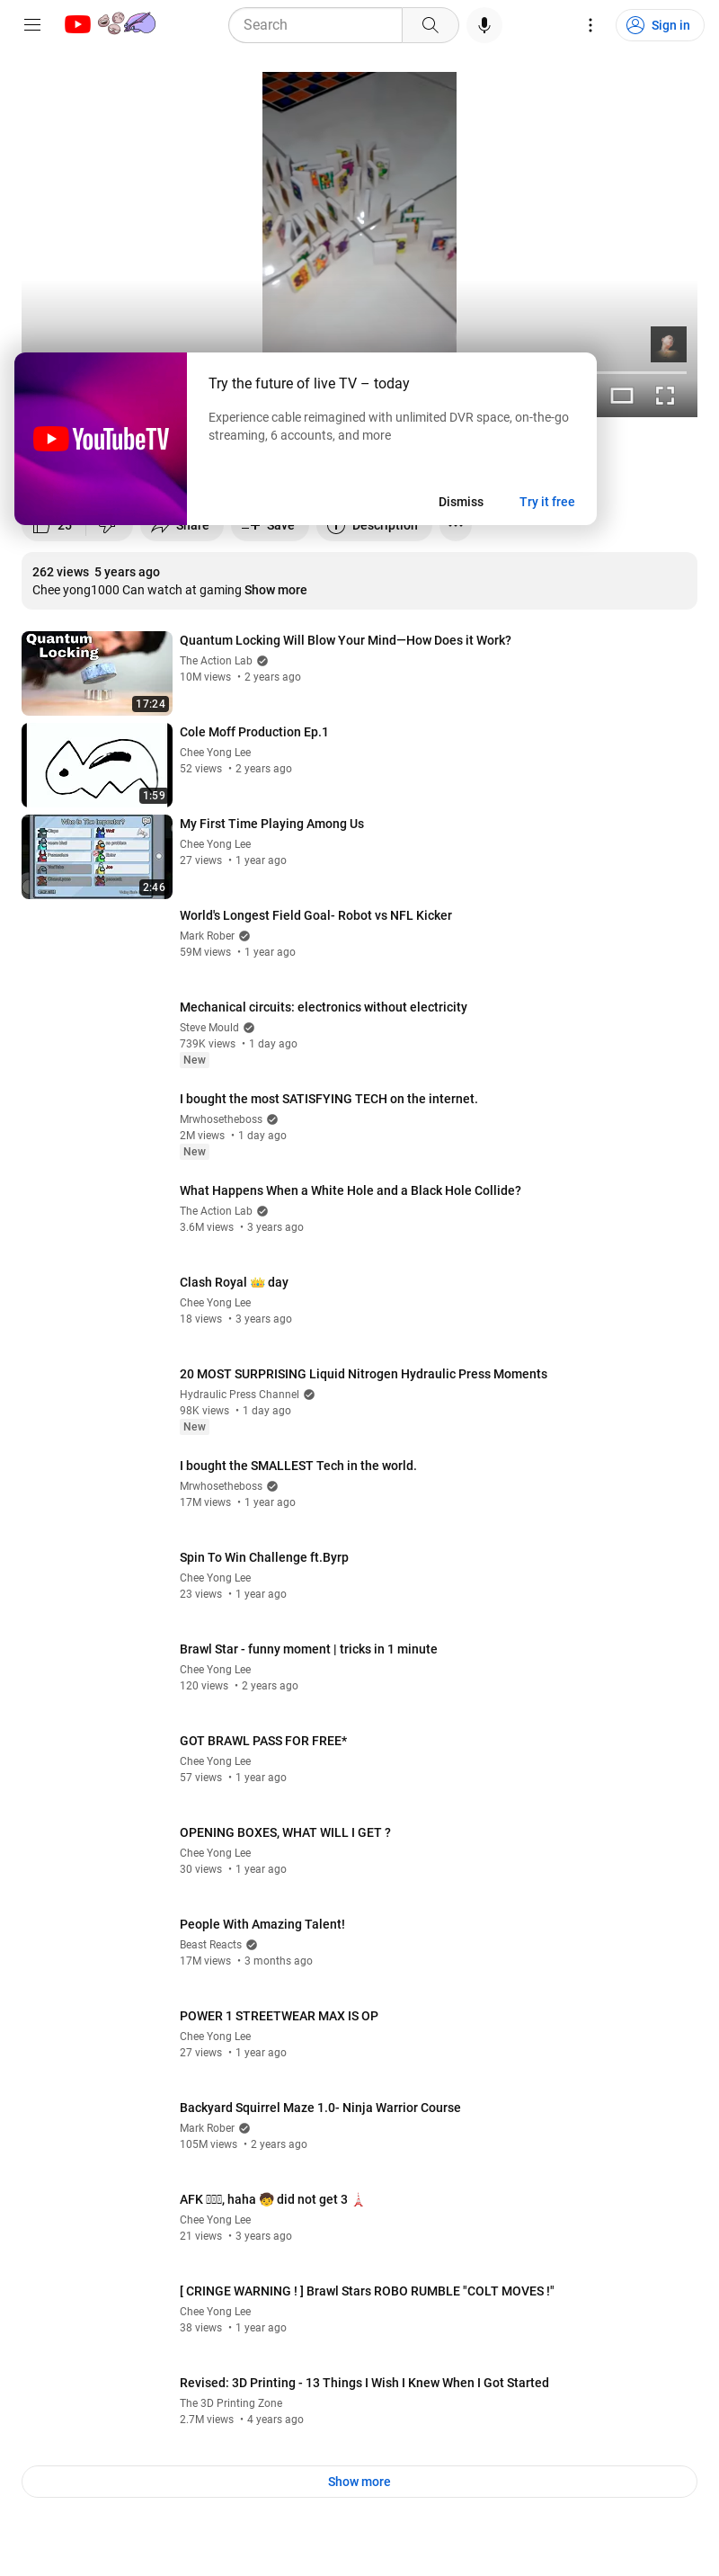 Search
Sign in
YouTubeTV
Try the future of live TV – today
Experience cable reimagined with unlimited DVR space, on-the-go
streaming, 6 accounts, and more
Dismiss
Try it free
25
Share
Save
Description
262 views 5 years ago
Chee yong1000 Can watch at gaming Show more
Quantum
Locking
17:24
Quantum Locking Will Blow Your Mind—How Does it Work?
The Action Lab
10M views • 2 years ago
1:59
Cole Moff Production Ep.1
Chee Yong Lee
52 views • 2 years ago
Who Is The Impostor?
2:46
My First Time Playing Among Us
Chee Yong Lee
27 views • 1 year ago
World's Longest Field Goal- Robot vs NFL Kicker
Mark Rober
59M views • 1 year ago
Mechanical circuits: electronics without electricity
Steve Mould
739K views • 1 day ago
New
I bought the most SATISFYING TECH on the internet.
Mrwhosetheboss
2M views • 1 day ago
New
What Happens When a White Hole and a Black Hole Collide?
The Action Lab
3.6M views • 3 years ago
Clash Royal 👑 day
Chee Yong Lee
18 views • 3 years ago
20 MOST SURPRISING Liquid Nitrogen Hydraulic Press Moments
Hydraulic Press Channel
98K views • 1 day ago
New
I bought the SMALLEST Tech in the world.
Mrwhosetheboss
17M views • 1 year ago
Spin To Win Challenge ft.Byrp
Chee Yong Lee
23 views • 1 year ago
Brawl Star - funny moment | tricks in 1 minute
Chee Yong Lee
120 views • 2 years ago
GOT BRAWL PASS FOR FREE*
Chee Yong Lee
57 views • 1 year ago
OPENING BOXES, WHAT WILL I GET ?
Chee Yong Lee
30 views • 1 year ago
People With Amazing Talent!
Beast Reacts
17M views • 3 months ago
POWER 1 STREETWEAR MAX IS OP
Chee Yong Lee
27 views • 1 year ago
Backyard Squirrel Maze 1.0- Ninja Warrior Course
Mark Rober
105M views • 2 years ago
AFK , haha 🧒 did not get 3 🗼
Chee Yong Lee
21 views • 3 years ago
[ CRINGE WARNING ! ] Brawl Stars ROBO RUMBLE "COLT MOVES !"
Chee Yong Lee
38 views • 1 year ago
Revised: 3D Printing - 13 Things I Wish I Knew When I Got Started
The 3D Printing Zone
2.7M views • 4 years ago
Show more